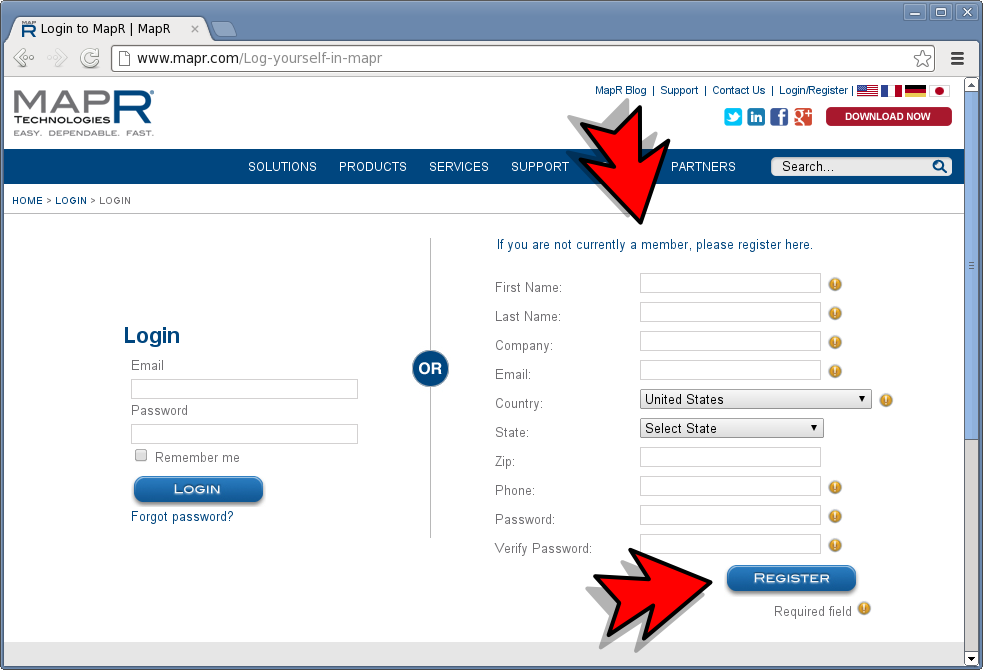 Login to MapR | MapR
www.mapr.com/Log-yourself-in-mapr
MapR Blog | Support | Contact Us | Login/Register |
MAPR
TECHNOLOGIES
EASY. DEPENDABLE. FAST.
DOWNLOAD NOW
SOLUTIONS PRODUCTS SERVICES SUPPORT PARTNERS Search...
HOME > LOGIN > LOGIN
If you are not currently a member, please register here.
First Name:
Last Name:
Company:
Email:
Country: United States
State: Select State
Zip:
Phone:
Password:
Verify Password:
REGISTER
Required field
OR
Login
Email
Password
Remember me
LOGIN
Forgot password?